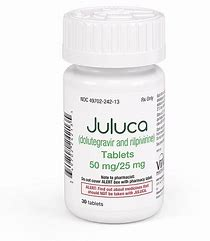 NDC 49702-242-13 Rx Only
Juluca
(dolutegravir and rilpivirine)
Tablets
50 mg/25 mg
Note to pharmacist:
Do not cover ALERT box with pharmacy label.
ALERT: Find out about medicines that
should NOT be taken with JULUCA.
30 tablets